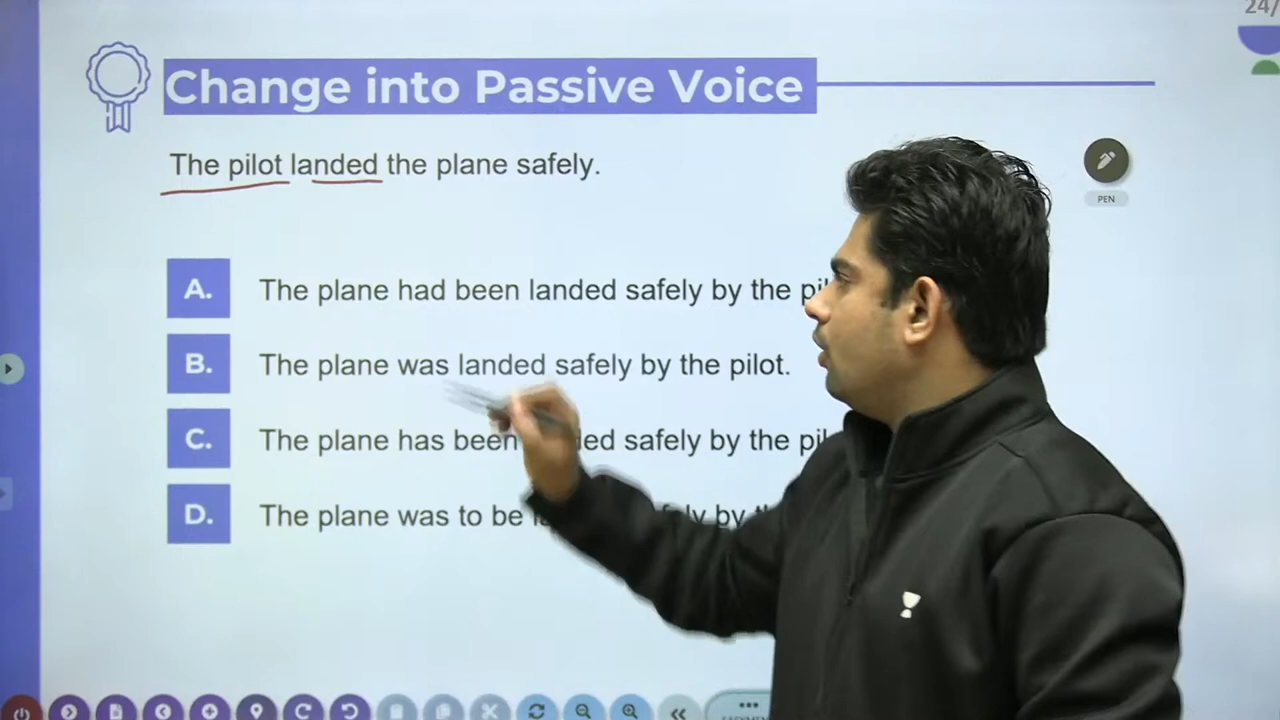 24/
Change into Passive Voice
The pilot landed the plane safely.
PEN
A. The plane had been landed safely by the
B. The plane was landed safely by the pilot.
C. The plane has been safely by the
D. The plane was to be by